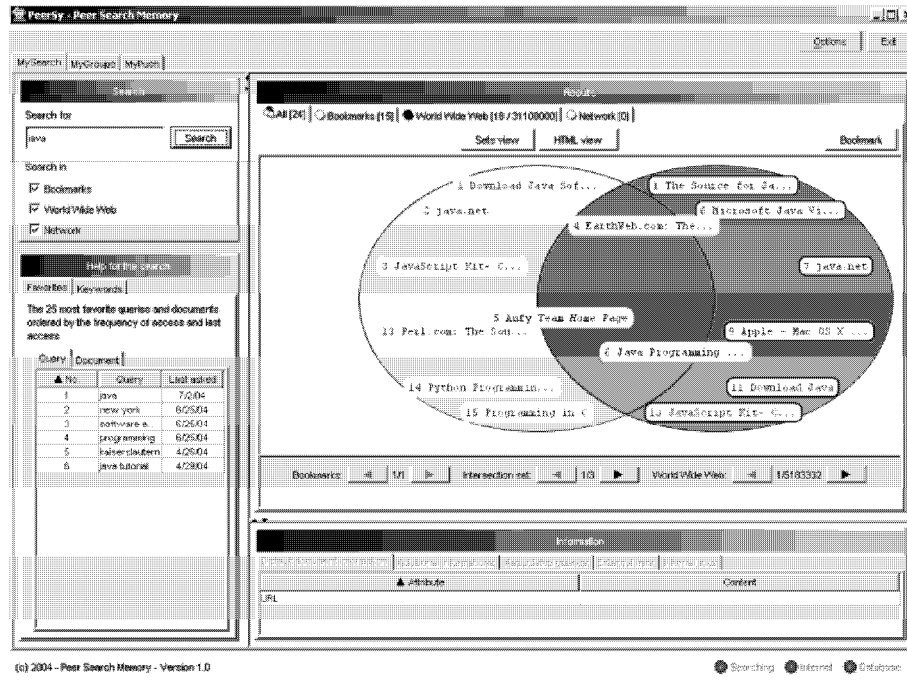 PeerSy - Peer Search Memory
Options Exit
MySearch MyGroups MyPush
Search
Search for
java Search
Search in
Bookmarks
World Wide Web
Network
Help for the search
Favorites Keywords
The 25 most favorite queries and documents
ordered by the frequency of access and last
access
Query Document
▲ No Query Last asked
1 java 7/2/04
2 new york 6/25/04
3 software e... 6/25/04
4 programming 6/25/04
5 kaiserslautern 4/29/04
6 java tutorial 4/29/04
Results
All [24] Bookmarks [15] World Wide Web [18 / 31100000] Network [0]
Sets view HTML view Bookmark
1 Download Java Sof...
1 The Source for Ja...
2 java.net
6 Microsoft Java Vi...
4 EarthWeb.com: The...
3 JavaScript Kit- C...
7 java.net
5 Aufy Team Home Page
13 Perl.com: The Sou...
9 Apple - Mac OS X ...
6 Java Programming ...
14 Python Programmin...
11 Download Java
15 Programming in C
13 JavaScript Kit- C...
Bookmarks: 1/1 Intersection set: 1/3 World Wide Web: 1/5183332
Information
▲ Attribute Content
URL
(c) 2004 - Peer Search Memory - Version 1.0
Searching Internet Database